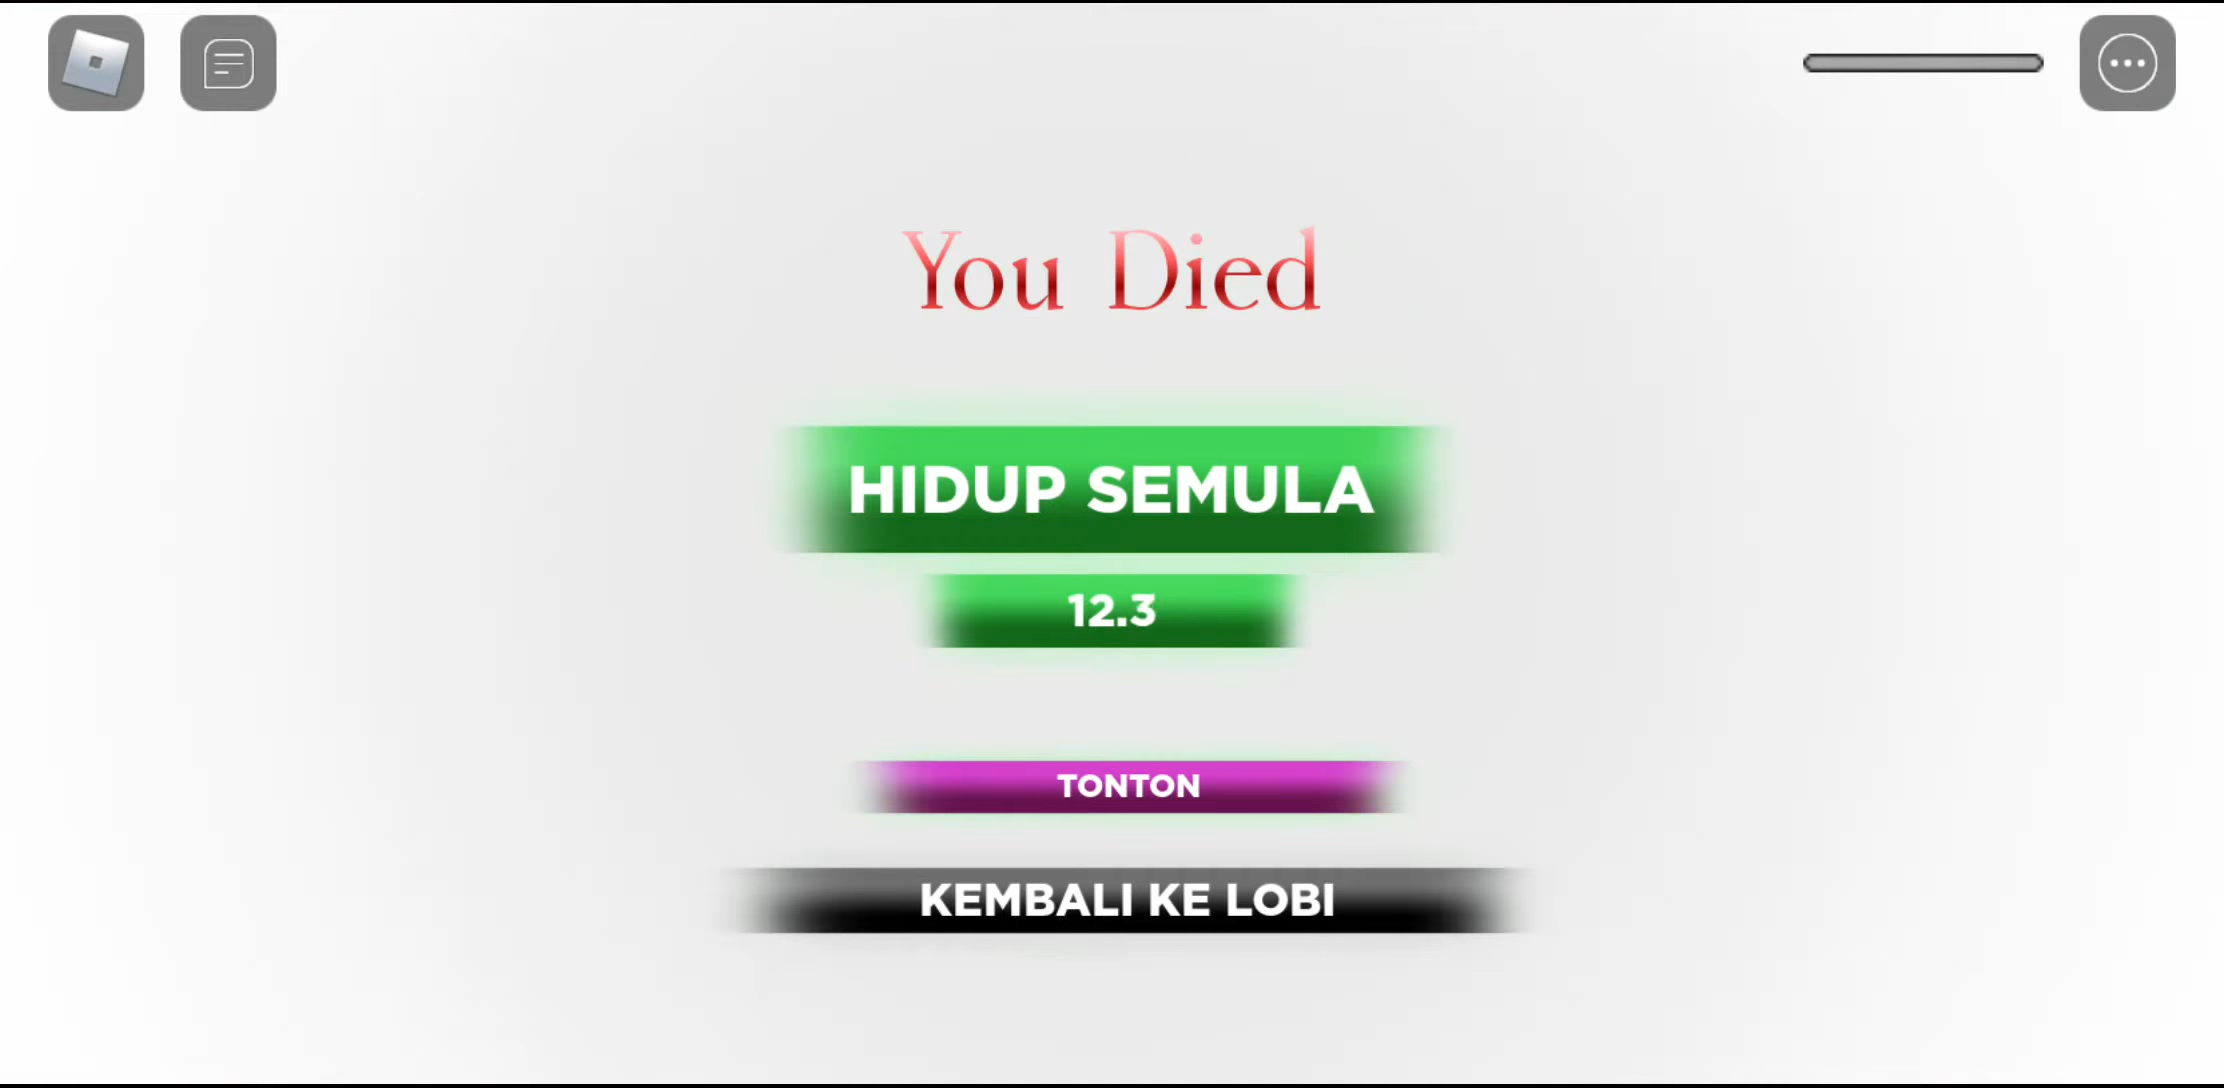 You Died
HIDUP SEMULA
12.3
TONTON
KEMBALI KE LOBI